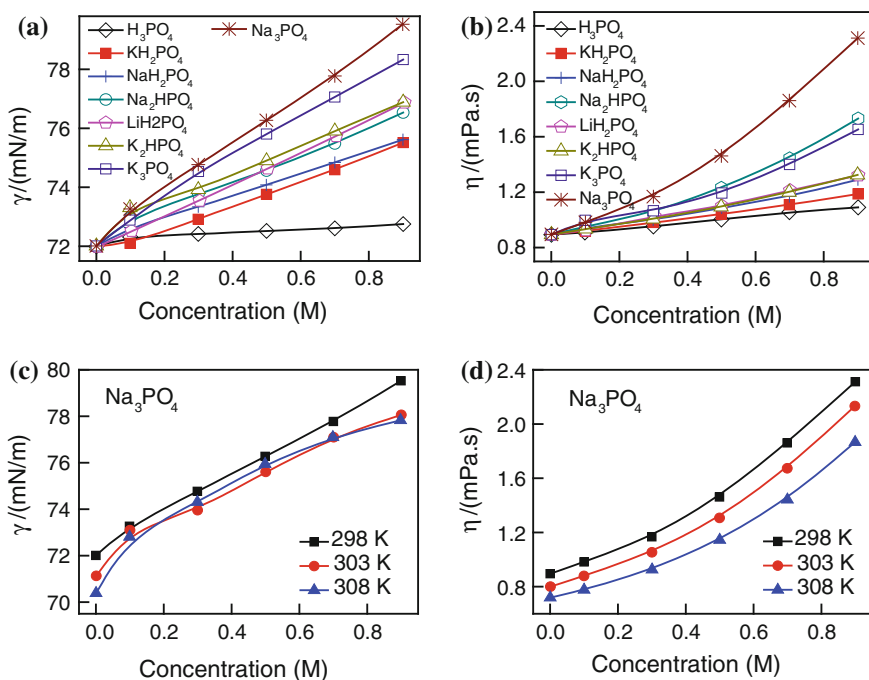 (a)
γ/(mN/m)
78
76
74
72
0.0 0.2 0.4 0.6 0.8
Concentration (M)
H₃PO₄
KH₂PO₄
NaH₂PO₄
Na₂HPO₄
LiH2PO₄
K₂HPO₄
K₃PO₄
Na₃PO₄
(b)
η/(mPa.s)
2.4
2.0
1.6
1.2
0.8
0.0 0.2 0.4 0.6 0.8
Concentration (M)
H₃PO₄
KH₂PO₄
NaH₂PO₄
Na₂HPO₄
LiH₂PO₄
K₂HPO₄
K₃PO₄
Na₃PO₄
(c)
Na₃PO₄
γ/(mN/m)
80
78
76
74
72
70
0.0 0.2 0.4 0.6 0.8
Concentration (M)
298 K
303 K
308 K
(d)
Na₃PO₄
η/(mPa.s)
2.4
2.0
1.6
1.2
0.8
0.0 0.2 0.4 0.6 0.8
Concentration (M)
298 K
303 K
308 K